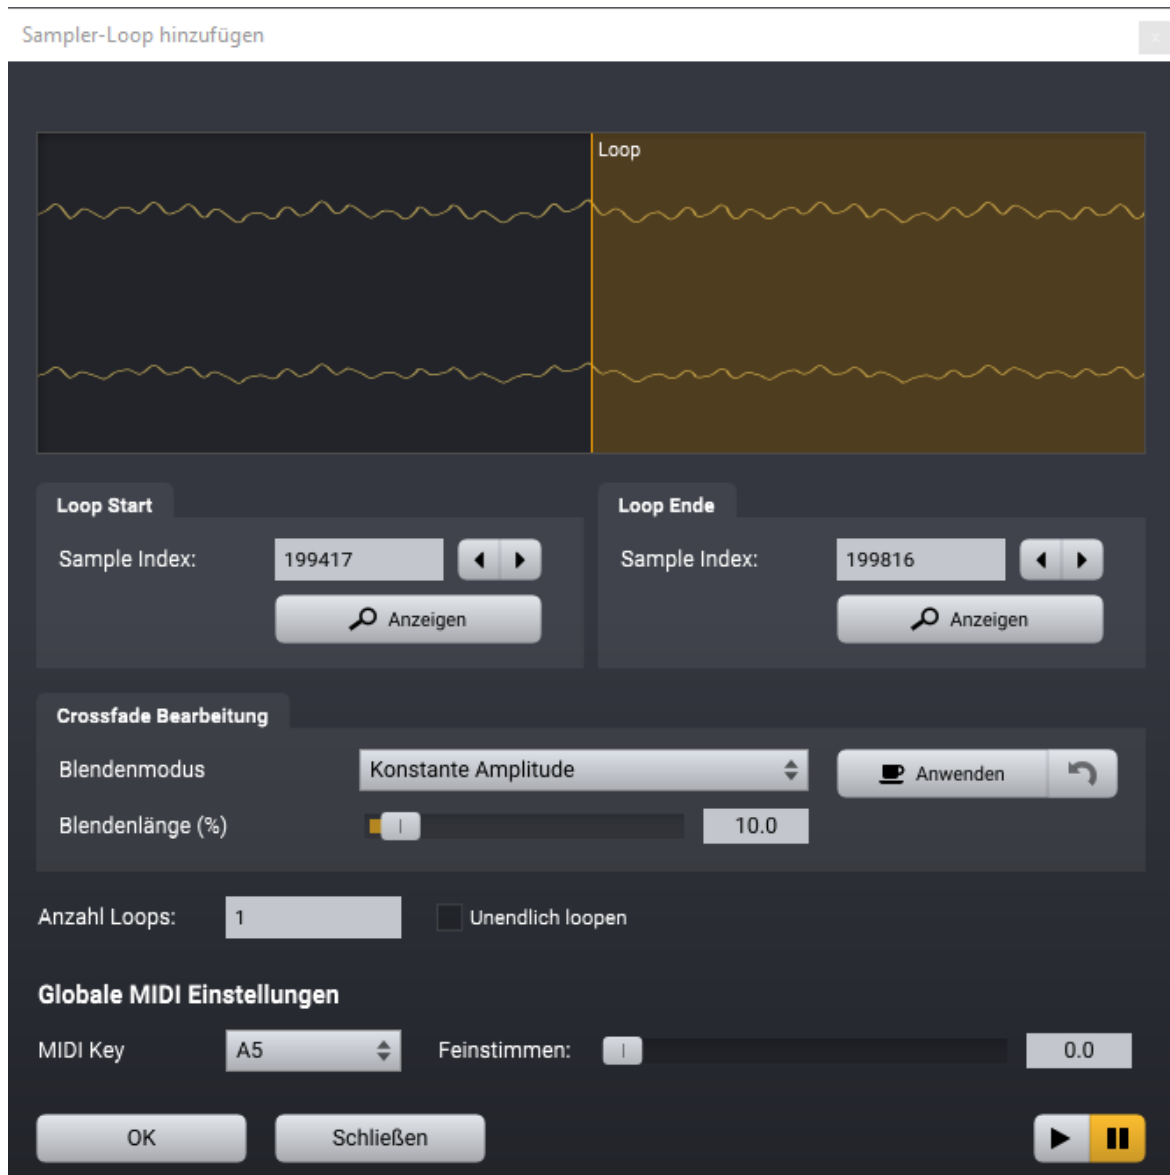 Sampler-Loop hinzufügen
x
Loop
Loop Start
Sample Index: 199417
Anzeigen
Loop Ende
Sample Index: 199816
Anzeigen
Crossfade Bearbeitung
Blendenmodus Konstante Amplitude Anwenden
Blendenlänge (%) 10.0
Anzahl Loops: 1 Unendlich loopen
Globale MIDI Einstellungen
MIDI Key A5 Feinstimmen: 0.0
OK Schließen